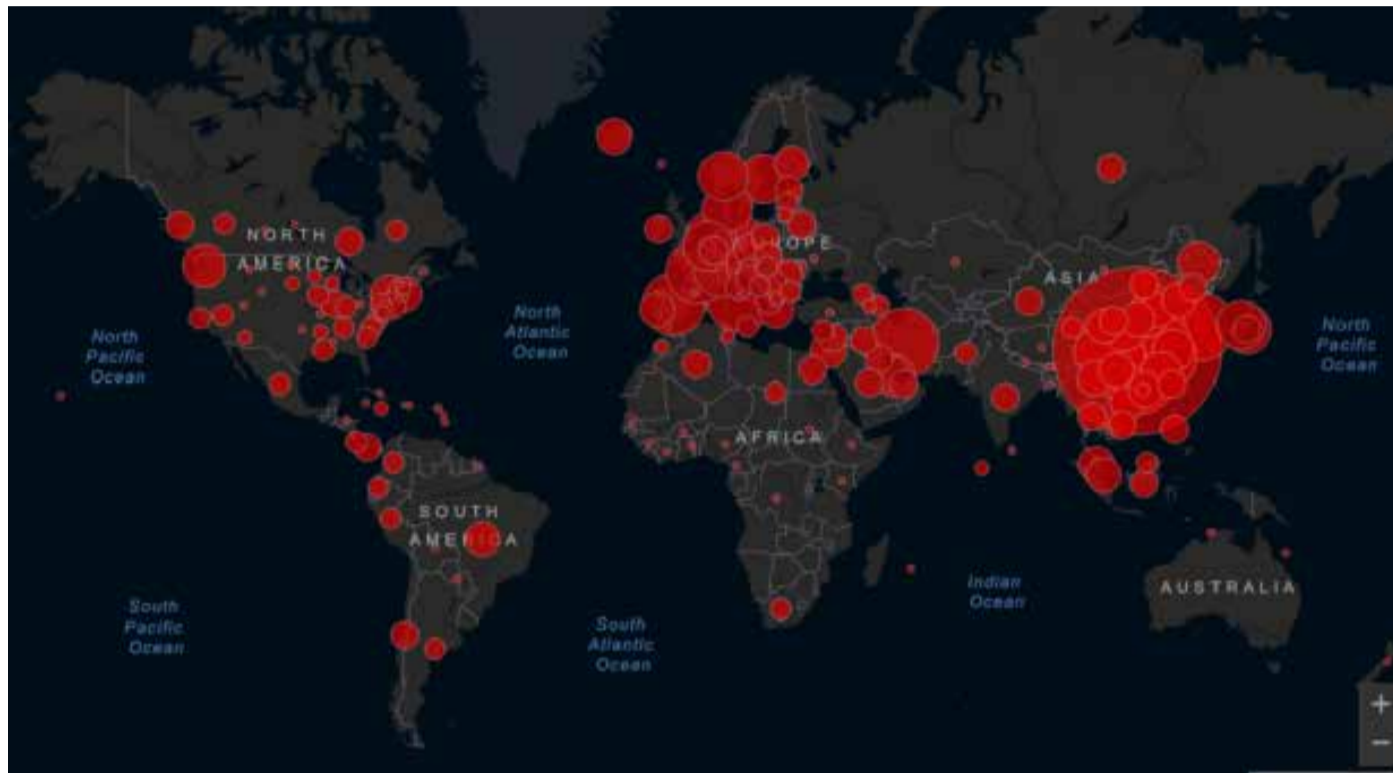 NORTH
AMERICA
EUROPE
ASIA
North
Pacific
Ocean
North
Atlantic
Ocean
North
Pacific
Ocean
AFRICA
SOUTH
AMERICA
South
Pacific
Ocean
South
Atlantic
Ocean
Indian
Ocean
AUSTRALIA
+
−